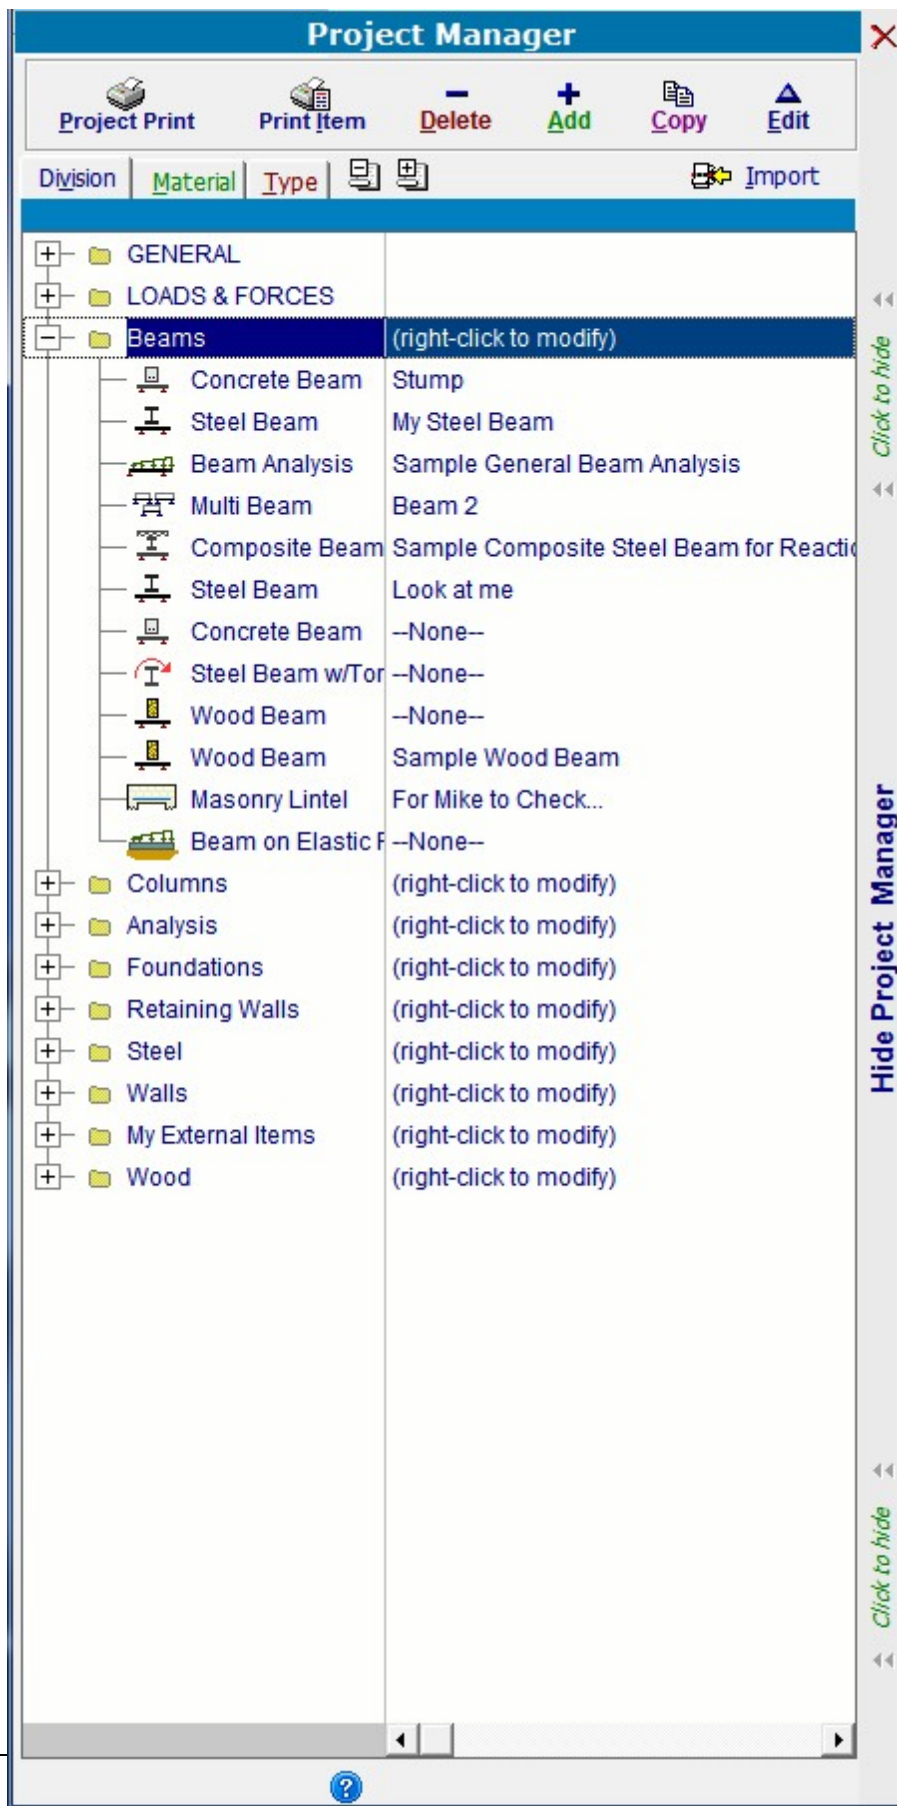 Project Manager
Project Print Print Item Delete Add Copy Edit
Division Material Type Import
GENERAL
LOADS & FORCES
Beams (right-click to modify)
Concrete Beam Stump
Steel Beam My Steel Beam
Beam Analysis Sample General Beam Analysis
Multi Beam Beam 2
Composite Beam Sample Composite Steel Beam for Reactio
Steel Beam Look at me
Concrete Beam --None--
Steel Beam w/Tor --None--
Wood Beam --None--
Wood Beam Sample Wood Beam
Masonry Lintel For Mike to Check...
Beam on Elastic F --None--
Columns (right-click to modify)
Analysis (right-click to modify)
Foundations (right-click to modify)
Retaining Walls (right-click to modify)
Steel (right-click to modify)
Walls (right-click to modify)
My External Items (right-click to modify)
Wood (right-click to modify)
Click to hide
Hide Project Manager
Click to hide